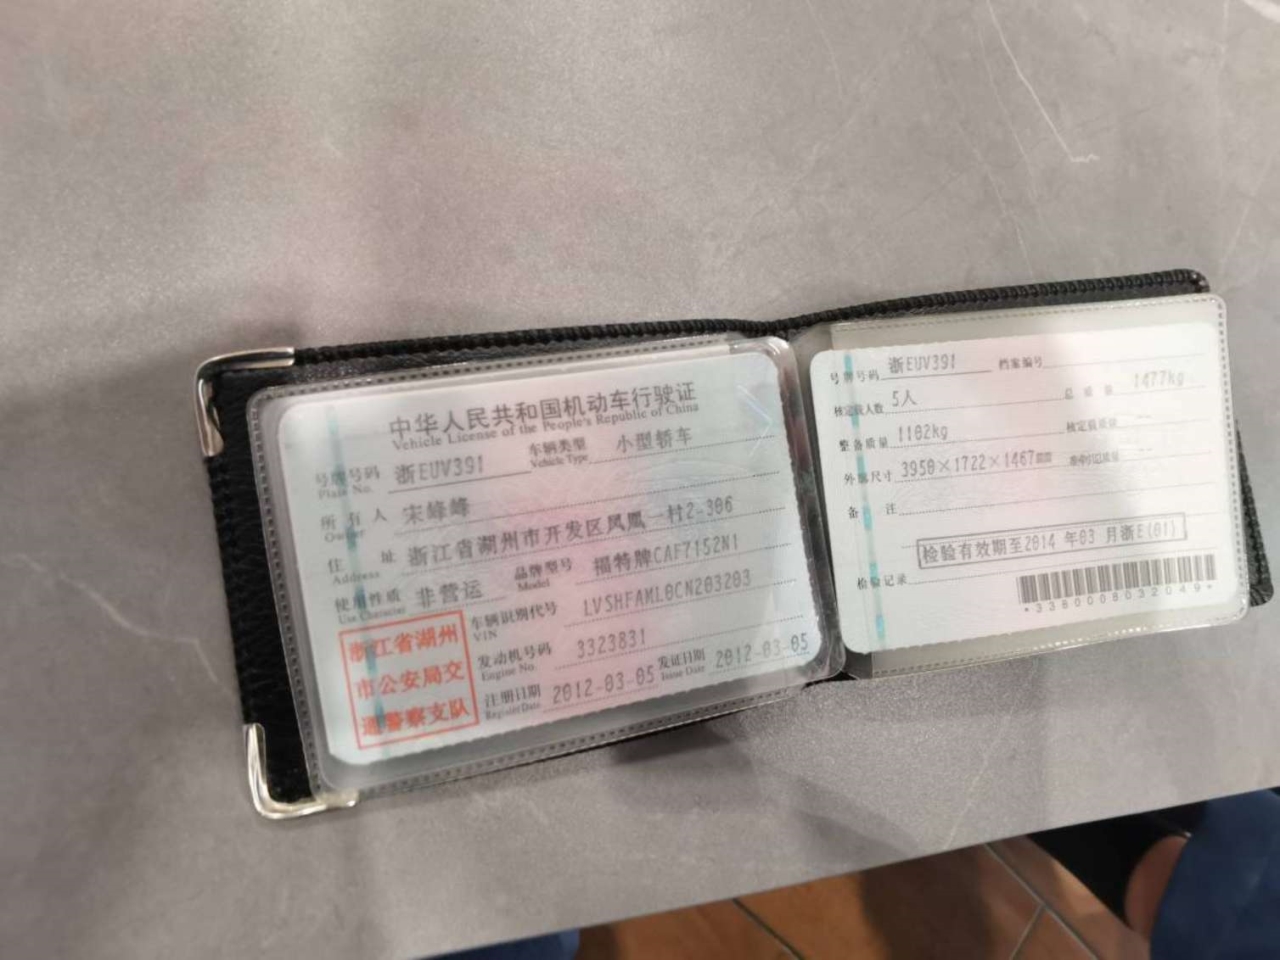 中华人民共和国机动车行驶证
Vehicle License of the People's Republic of China
号牌号码 浙EUV391 车辆类型 小型轿车
Plate No. Vehicle Type
所有人 宋峰峰
Owner
住址 浙江省湖州市开发区凤凰一村2-306
Address
使用性质 非营运 品牌型号 福特牌CAF7152N1
Use Character Model
车辆识别代号 LVSHFAML0CN203203
VIN
发动机号码 3323831
Engine No.
注册日期 2012-03-05 发证日期 2012-03-05
Register Date Issue Date
浙江省湖州
市公安局交
通警察支队
号牌号码 浙EUV391 档案编号
核定载人数 5人 总质量 1477kg
整备质量 1102kg 核定载质量
外廓尺寸 3950×1722×1467mm
备注
检验有效期至2014年03月浙E(01)
检验记录
*3380008032049*